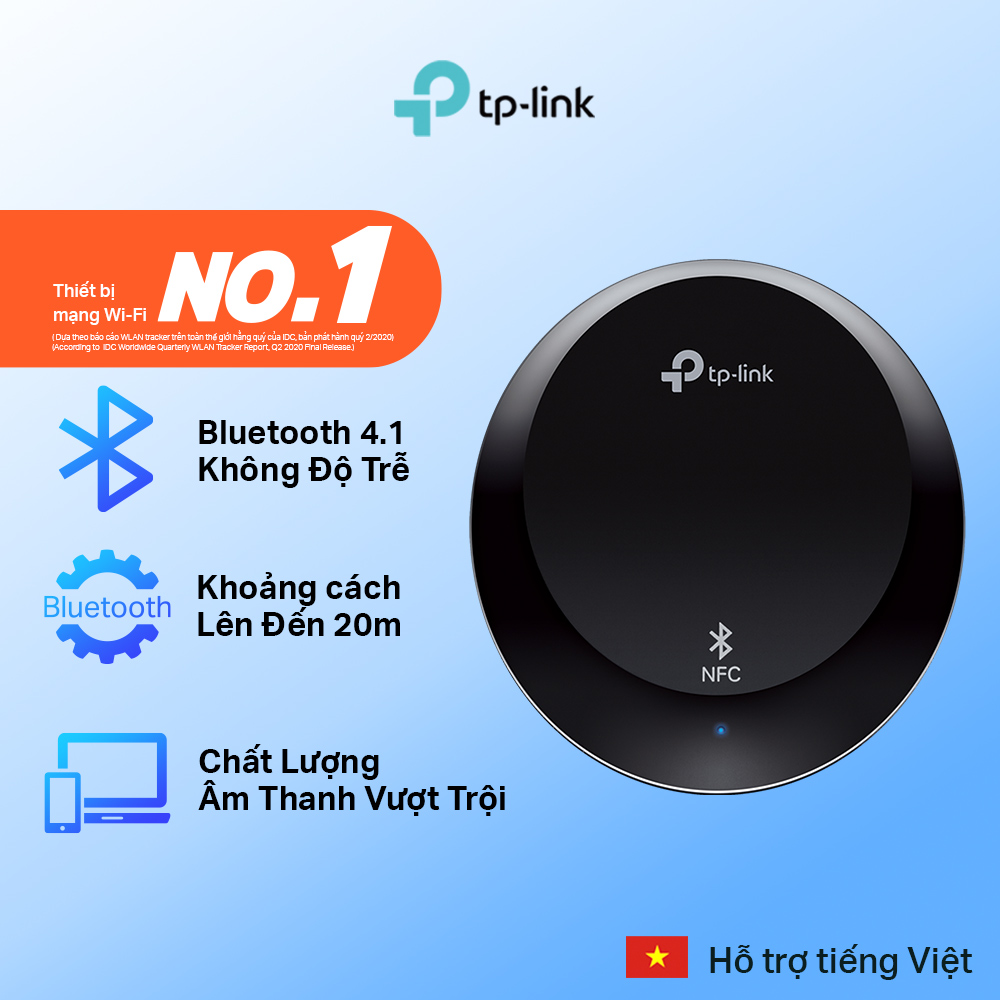 tp-link
Thiết bị
mạng Wi-Fi
NO.1
(Dựa theo báo cáo WLAN tracker trên toàn thế giới hằng quý của IDC, bản phát hành quý 2/2020)
(According to IDC Worldwide Quarterly WLAN Tracker Report, Q2 2020 Final Release.)
tp-link
Bluetooth 4.1
Không Độ Trễ
Bluetooth
Khoảng cách
Lên Đến 20m
NFC
Chất Lượng
Âm Thanh Vượt Trội
Hỗ trợ tiếng Việt